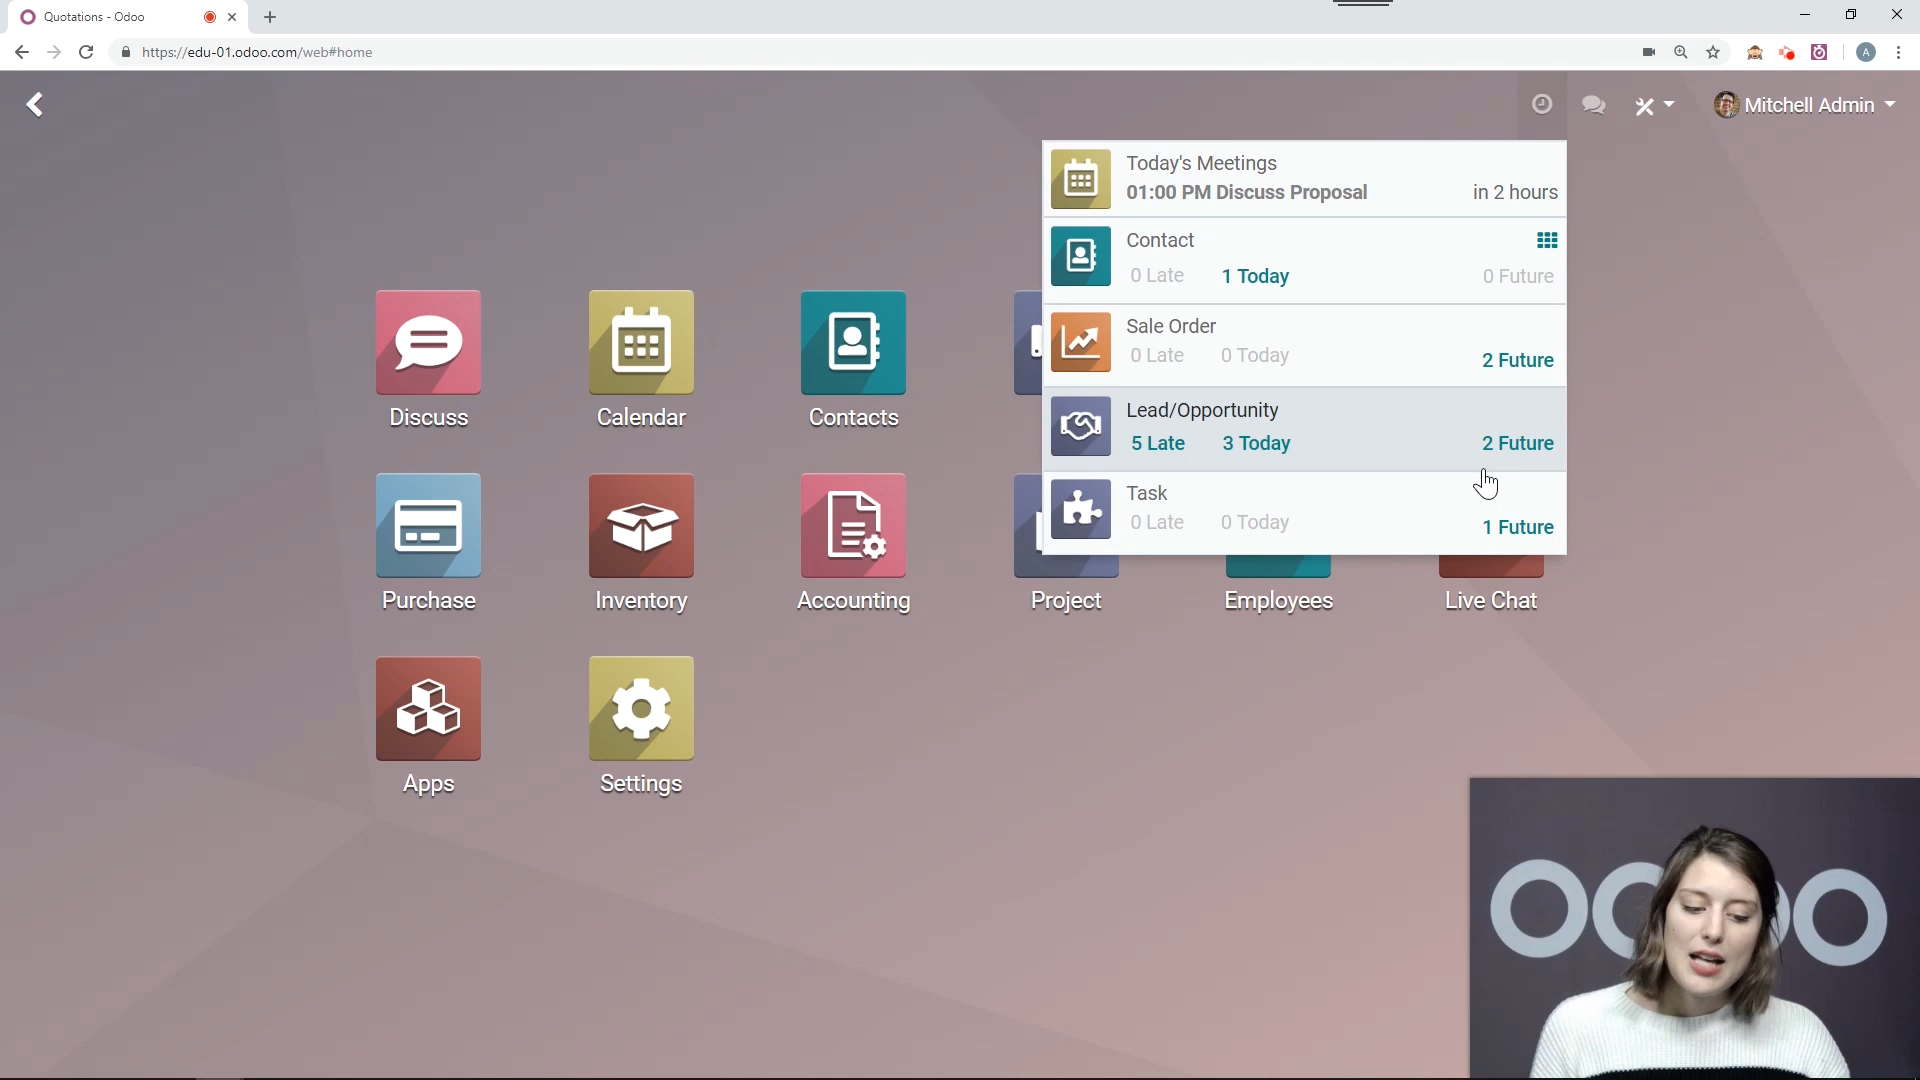 Quotations - Odoo
https://edu-01.odoo.com/web#home
A
Mitchell Admin
Today's Meetings
01:00 PM Discuss Proposal in 2 hours
Contact
0 Late 1 Today 0 Future
Sale Order
0 Late 0 Today 2 Future
Lead/Opportunity
5 Late 3 Today 2 Future
Task
0 Late 0 Today 1 Future
Discuss Calendar Contacts
Purchase Inventory Accounting Project Employees Live Chat
Apps Settings